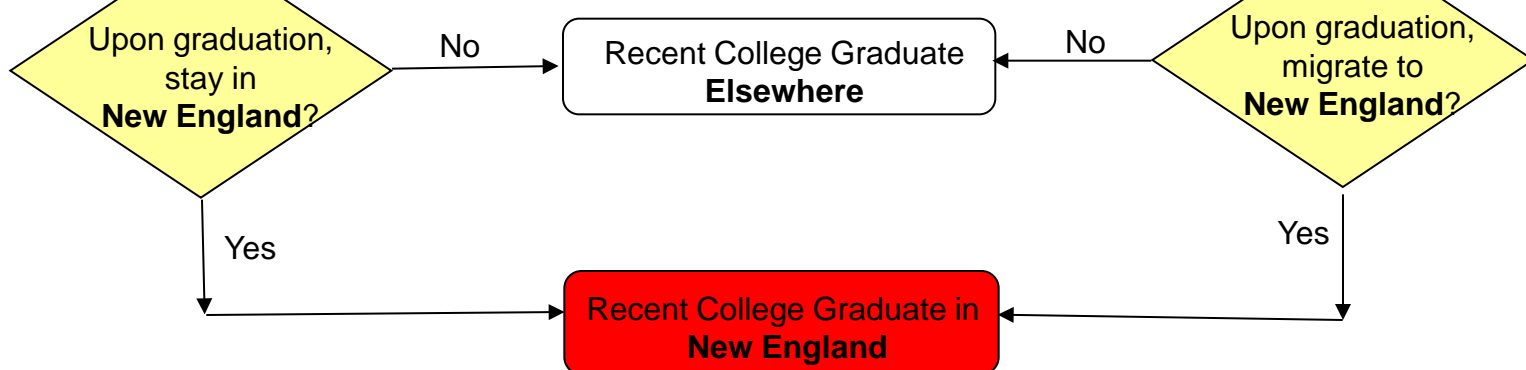 Upon graduation,
stay in
New England?
No
Recent College Graduate
Elsewhere
No
Upon graduation,
migrate to
New England?
Yes
Yes
Recent College Graduate in
New England